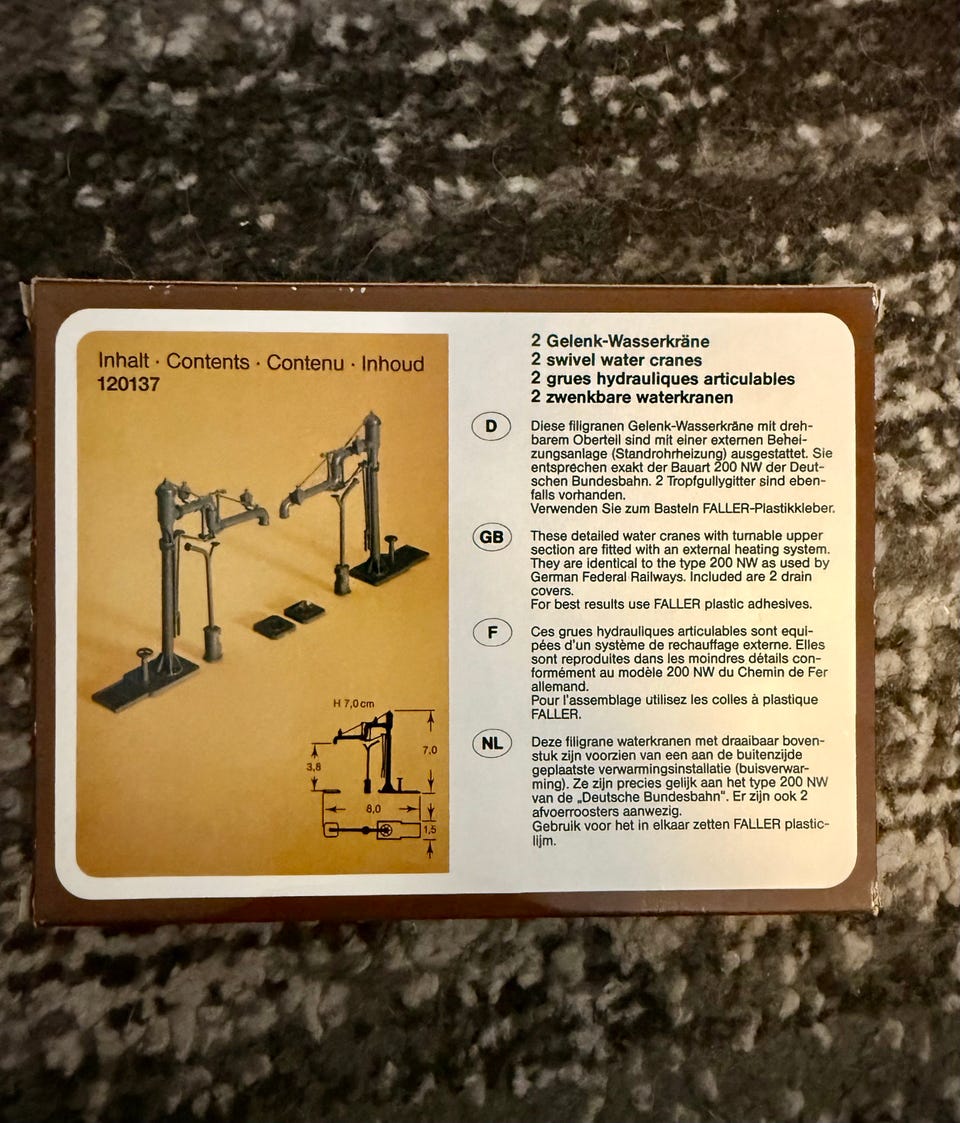 Inhalt · Contents · Contenu · Inhoud
120137
H 7,0 cm
7,0
3,8
8,0
1,5
2 Gelenk-Wasserkräne
2 swivel water cranes
2 grues hydrauliques articulables
2 zwenkbare waterkranen
D
Diese filigranen Gelenk-Wasserkräne mit dreh-
barem Oberteil sind mit einer externen Behei-
zungsanlage (Standrohrheizung) ausgestattet. Sie
entsprechen exakt der Bauart 200 NW der Deut-
schen Bundesbahn. 2 Tropfgullygitter sind eben-
falls vorhanden.
Verwenden Sie zum Basteln FALLER-Plastikkleber.
GB
These detailed water cranes with turnable upper
section are fitted with an external heating system.
They are identical to the type 200 NW as used by
German Federal Railways. Included are 2 drain
covers.
For best results use FALLER plastic adhesives.
F
Ces grues hydrauliques articulables sont equi-
pées d'un système de rechauffage externe. Elles
sont reproduites dans les moindres détails con-
formément au modèle 200 NW du Chemin de Fer
allemand.
Pour l'assemblage utilisez les colles à plastique
FALLER.
NL
Deze filigrane waterkranen met draaibaar boven-
stuk zijn voorzien van een aan de buitenzijde
geplaatste verwarmingsinstallatie (buisverwar-
ming). Ze zijn precies gelijk aan het type 200 NW
van de „Deutsche Bundesbahn". Er zijn ook 2
afvoerroosters aanwezig.
Gebruik voor het in elkaar zetten FALLER plastic-
lijm.